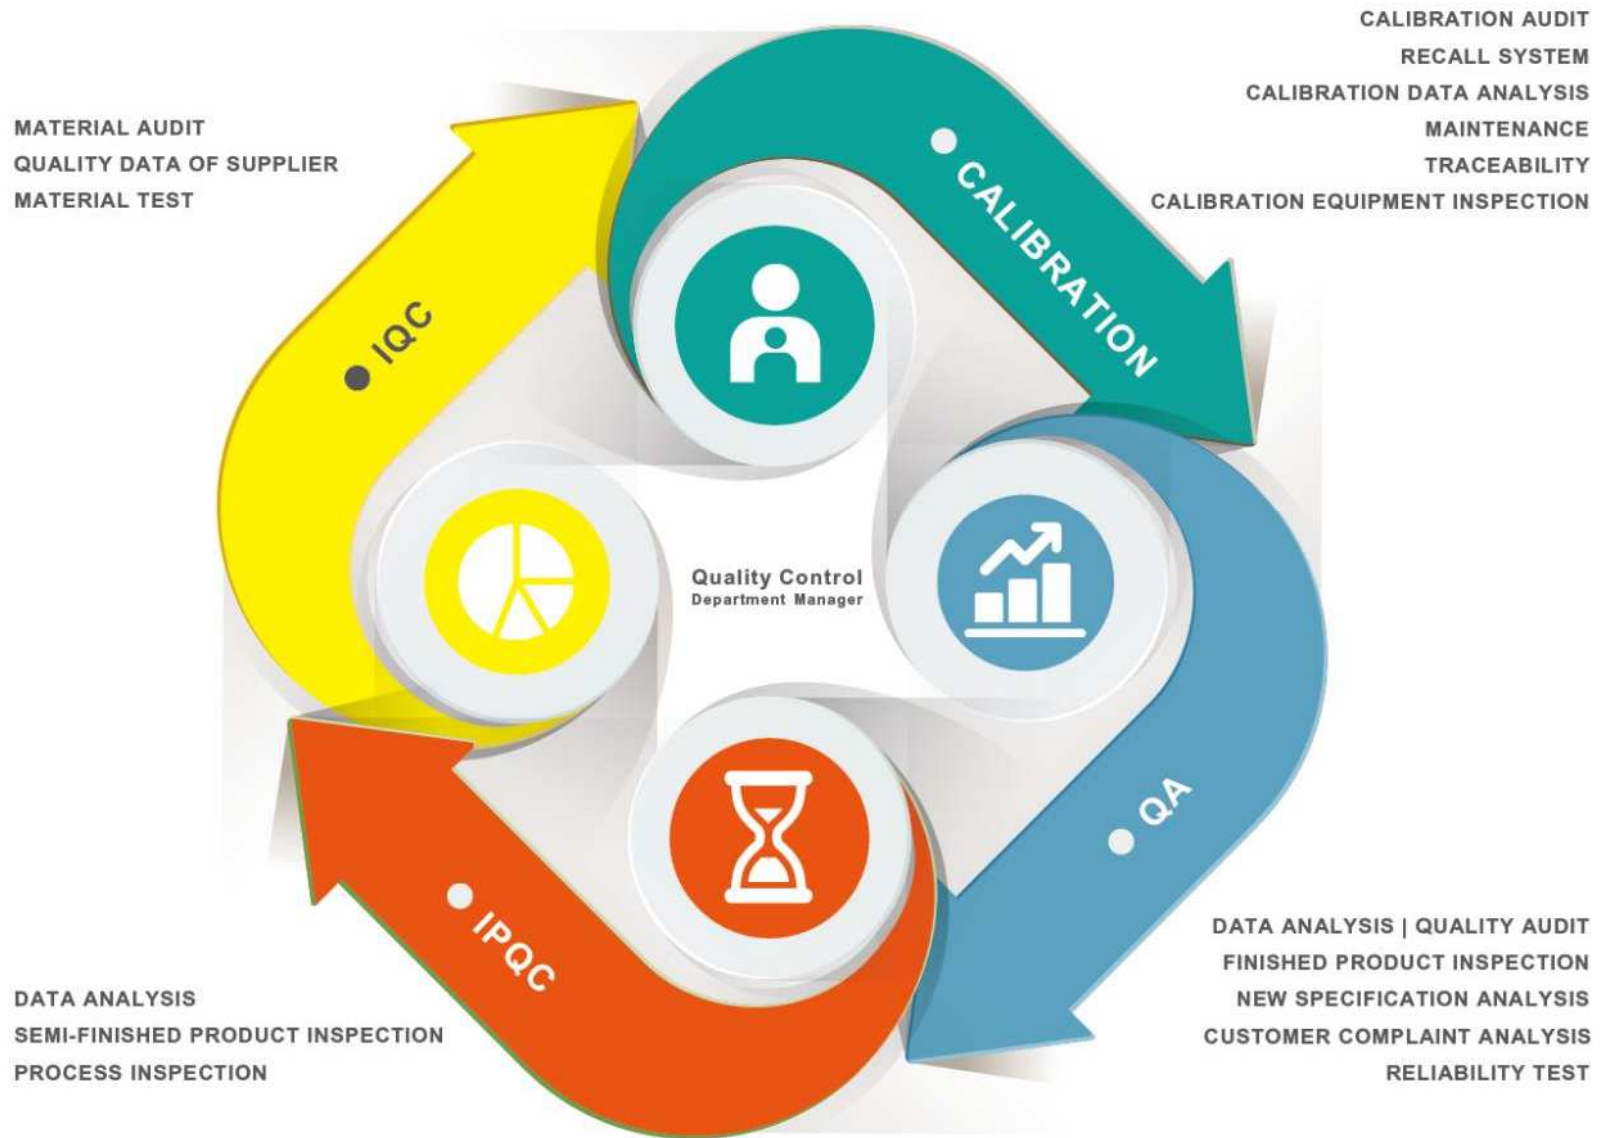 MATERIAL AUDIT
QUALITY DATA OF SUPPLIER
MATERIAL TEST
CALIBRATION AUDIT
RECALL SYSTEM
CALIBRATION DATA ANALYSIS
MAINTENANCE
TRACEABILITY
CALIBRATION EQUIPMENT INSPECTION
IQC
CALIBRATION
Quality Control
Department Manager
IPQC
QA
DATA ANALYSIS
SEMI-FINISHED PRODUCT INSPECTION
PROCESS INSPECTION
DATA ANALYSIS | QUALITY AUDIT
FINISHED PRODUCT INSPECTION
NEW SPECIFICATION ANALYSIS
CUSTOMER COMPLAINT ANALYSIS
RELIABILITY TEST